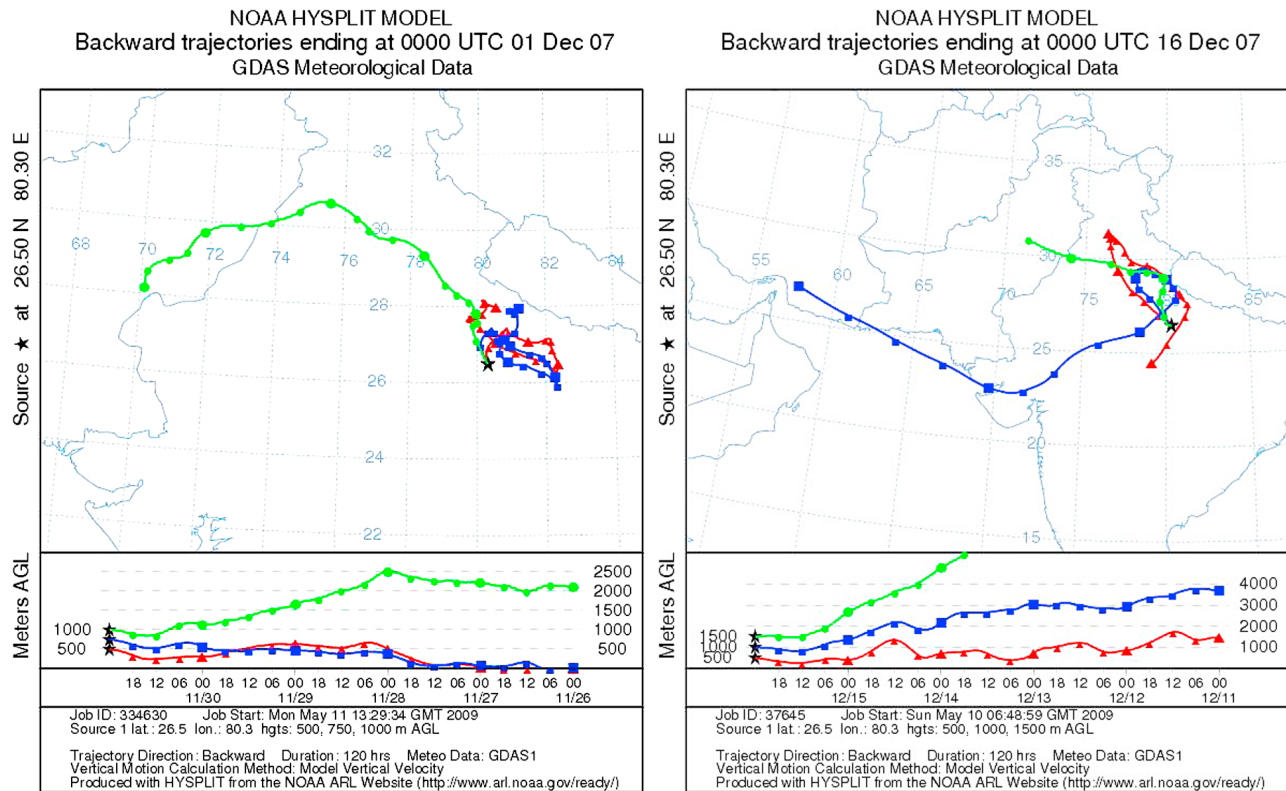 NOAA HYSPLIT MODEL
Backward trajectories ending at 0000 UTC 01 Dec 07
GDAS Meteorological Data
Source ★ at 26.50 N 80.30 E
32
30
28
26
24
22
68
70
72
74
76
78
80
82
84
Meters AGL
2500
2000
1500
1000
500
1000
500
18 12 06 00 18 12 06 00 18 12 06 00 18 12 06 00 18 12 06 00
11/30 11/29 11/28 11/27 11/26
Job ID: 334630 Job Start: Mon May 11 13:29:34 GMT 2009
Source 1 lat.: 26.5 lon.: 80.3 hgts: 500, 750, 1000 m AGL
Trajectory Direction: Backward Duration: 120 hrs Meteo Data: GDAS1
Vertical Motion Calculation Method: Model Vertical Velocity
Produced with HYSPLIT from the NOAA ARL Website (http://www.arl.noaa.gov/ready/)
NOAA HYSPLIT MODEL
Backward trajectories ending at 0000 UTC 16 Dec 07
GDAS Meteorological Data
Source ★ at 26.50 N 80.30 E
35
30
25
20
15
55
60
65
70
75
85
Meters AGL
4000
3000
2000
1000
1500
1000
500
18 12 06 00 18 12 06 00 18 12 06 00 18 12 06 00 18 12 06 00
12/15 12/14 12/13 12/12 12/11
Job ID: 37645 Job Start: Sun May 10 06:48:59 GMT 2009
Source 1 lat.: 26.5 lon.: 80.3 hgts: 500, 1000, 1500 m AGL
Trajectory Direction: Backward Duration: 120 hrs Meteo Data: GDAS1
Vertical Motion Calculation Method: Model Vertical Velocity
Produced with HYSPLIT from the NOAA ARL Website (http://www.arl.noaa.gov/ready/)